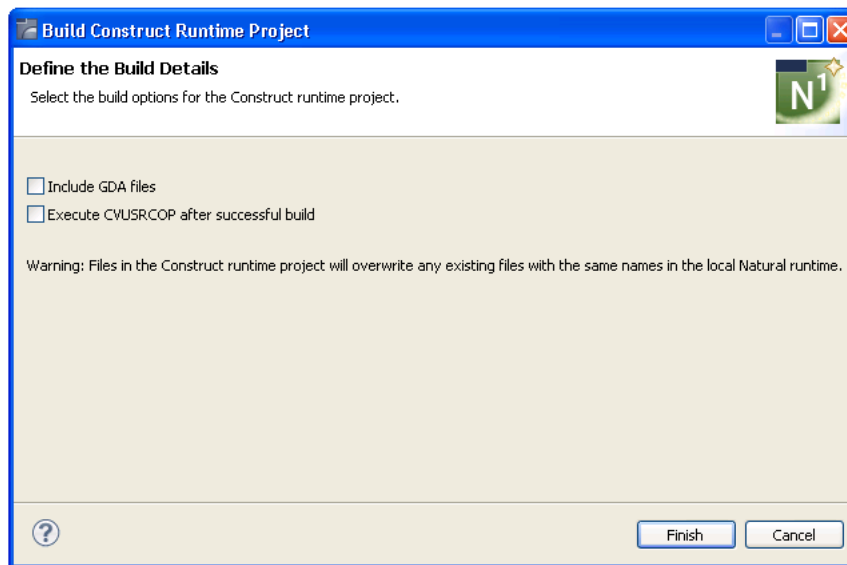 Build Construct Runtime Project
Define the Build Details
Select the build options for the Construct runtime project.
N1
Include GDA files
Execute CVUSRCOP after successful build
Warning: Files in the Construct runtime project will overwrite any existing files with the same names in the local Natural runtime.
?
Finish
Cancel